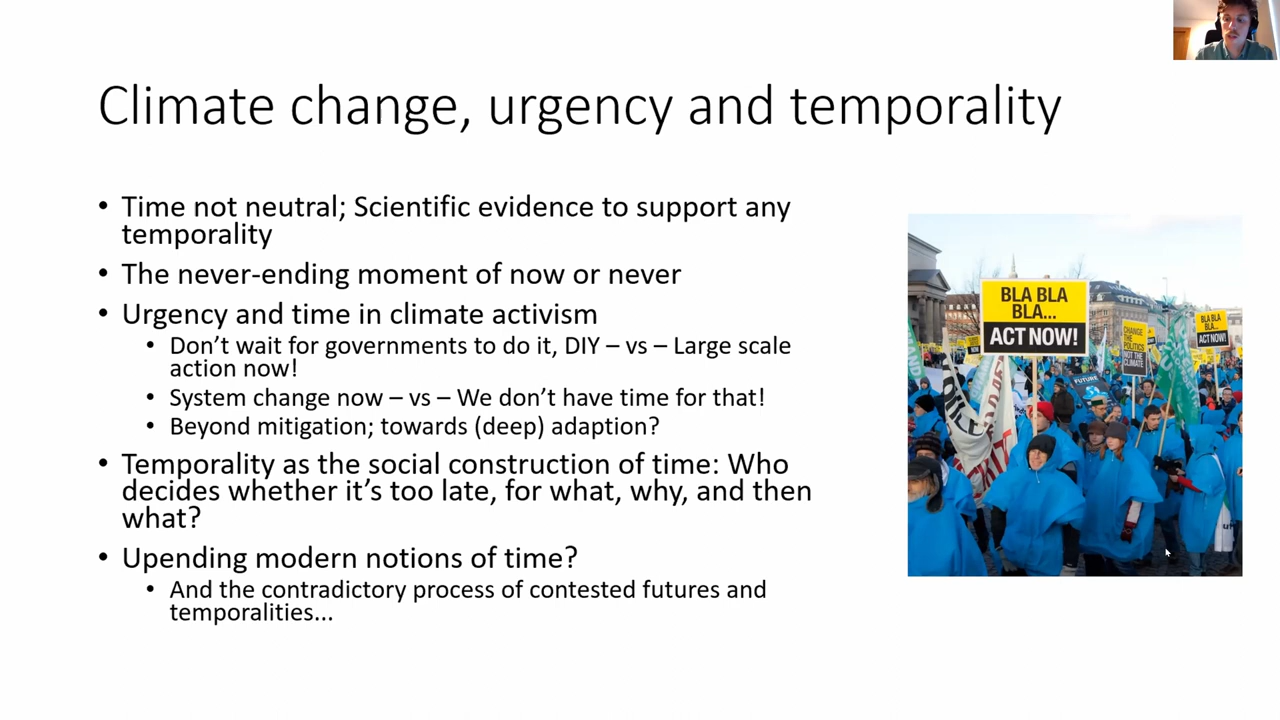 Climate change, urgency and temporality
• Time not neutral; Scientific evidence to support any
temporality
• The never-ending moment of now or never
• Urgency and time in climate activism
• Don’t wait for governments to do it, DIY – vs – Large scale
action now!
• System change now – vs – We don’t have time for that!
• Beyond mitigation; towards (deep) adaption?
• Temporality as the social construction of time: Who
decides whether it’s too late, for what, why, and then
what?
• Upending modern notions of time?
• And the contradictory process of contested futures and
temporalities...
BLA BLA
BLA...
ACT NOW!
CHANGE
THE
POLITICS
NOT THE
CLIMATE
BLA BLA
BLA...
ACT NOW!
FUTURE